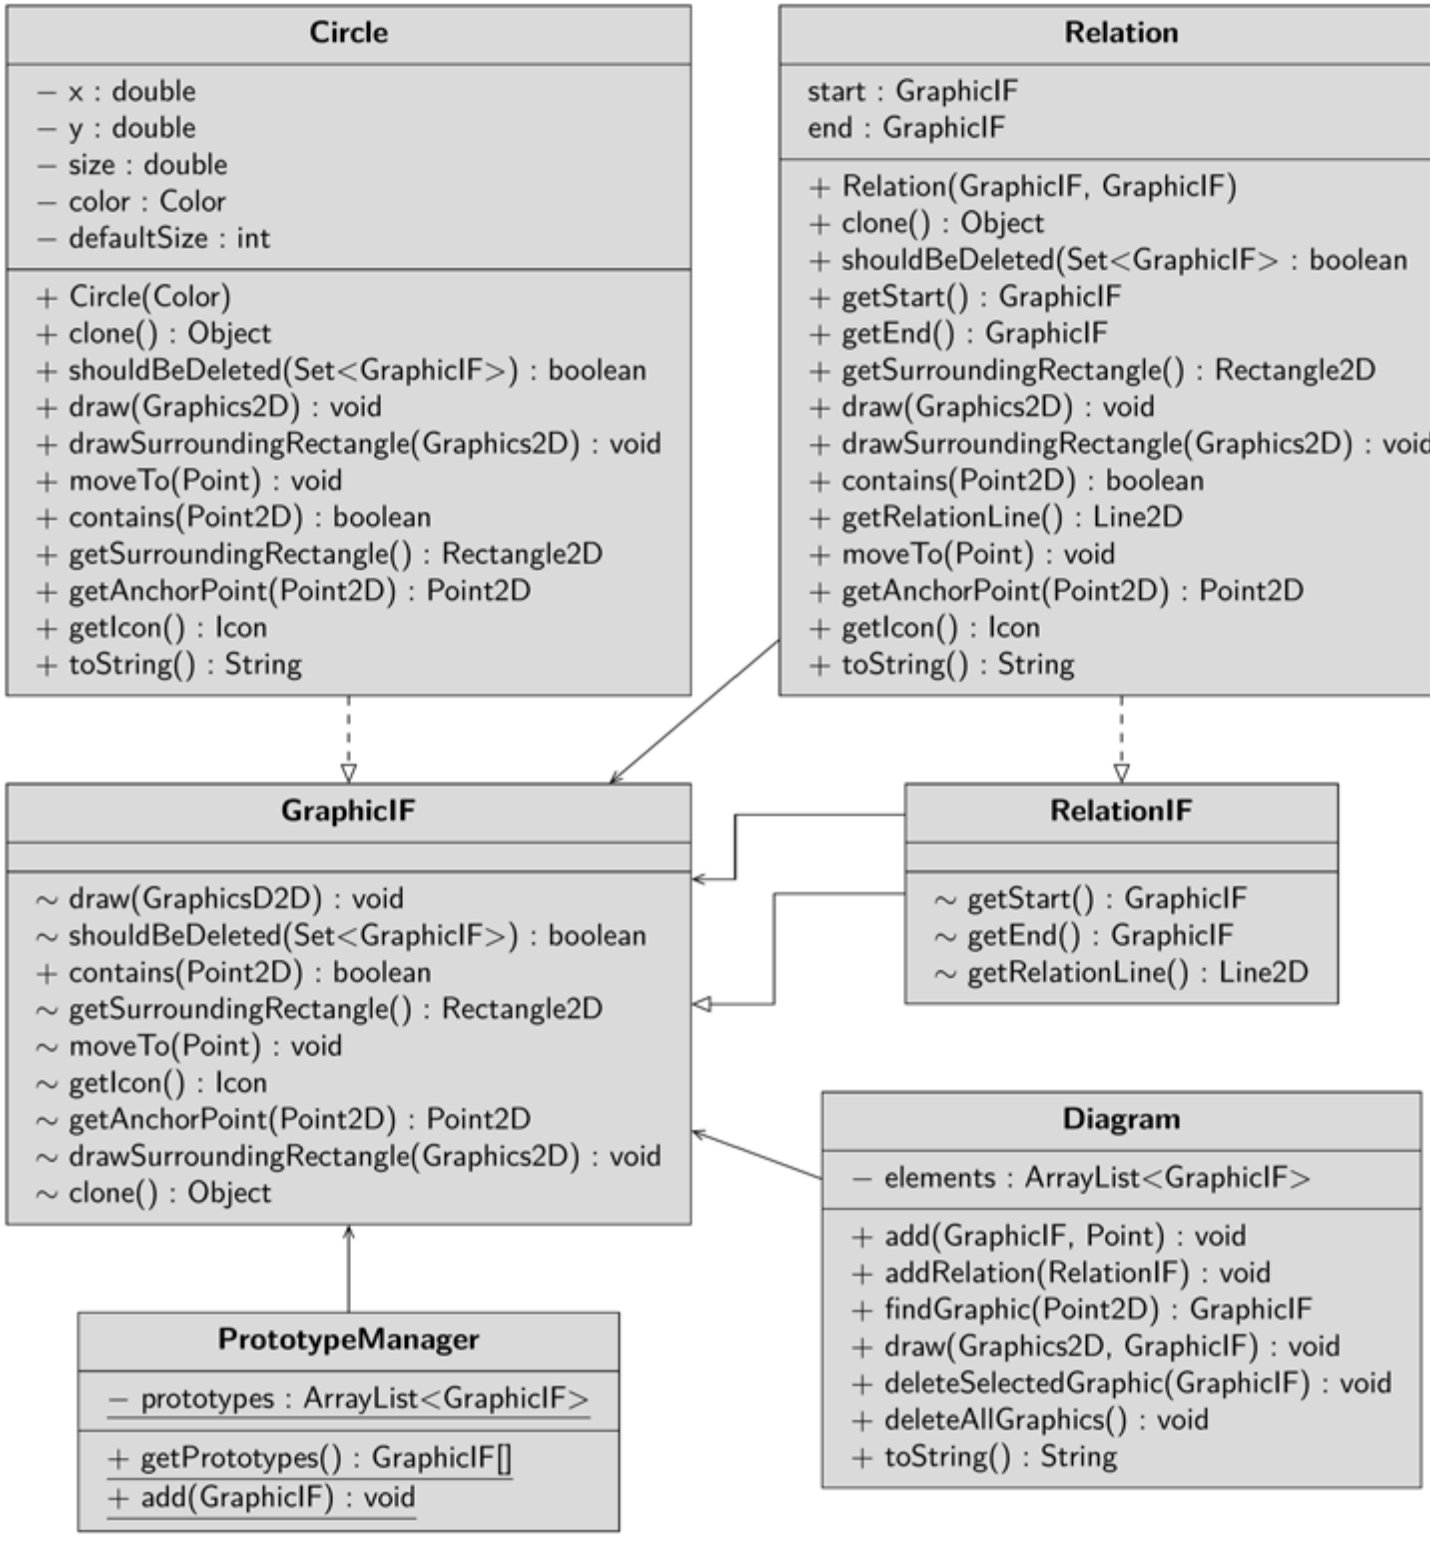 Circle
− x : double
− y : double
− size : double
− color : Color
− defaultSize : int
+ Circle(Color)
+ clone() : Object
+ shouldBeDeleted(Set<GraphicIF>) : boolean
+ draw(Graphics2D) : void
+ drawSurroundingRectangle(Graphics2D) : void
+ moveTo(Point) : void
+ contains(Point2D) : boolean
+ getSurroundingRectangle() : Rectangle2D
+ getAnchorPoint(Point2D) : Point2D
+ getIcon() : Icon
+ toString() : String
Relation
start : GraphicIF
end : GraphicIF
+ Relation(GraphicIF, GraphicIF)
+ clone() : Object
+ shouldBeDeleted(Set<GraphicIF> : boolean
+ getStart() : GraphicIF
+ getEnd() : GraphicIF
+ getSurroundingRectangle() : Rectangle2D
+ draw(Graphics2D) : void
+ drawSurroundingRectangle(Graphics2D) : void
+ contains(Point2D) : boolean
+ getRelationLine() : Line2D
+ moveTo(Point) : void
+ getAnchorPoint(Point2D) : Point2D
+ getIcon() : Icon
+ toString() : String
GraphicIF
~ draw(GraphicsD2D) : void
~ shouldBeDeleted(Set<GraphicIF>) : boolean
+ contains(Point2D) : boolean
~ getSurroundingRectangle() : Rectangle2D
~ moveTo(Point) : void
~ getIcon() : Icon
~ getAnchorPoint(Point2D) : Point2D
~ drawSurroundingRectangle(Graphics2D) : void
~ clone() : Object
RelationIF
~ getStart() : GraphicIF
~ getEnd() : GraphicIF
~ getRelationLine() : Line2D
Diagram
− elements : ArrayList<GraphicIF>
+ add(GraphicIF, Point) : void
+ addRelation(RelationIF) : void
+ findGraphic(Point2D) : GraphicIF
+ draw(Graphics2D, GraphicIF) : void
+ deleteSelectedGraphic(GraphicIF) : void
+ deleteAllGraphics() : void
+ toString() : String
PrototypeManager
− prototypes : ArrayList<GraphicIF>
+ getPrototypes() : GraphicIF[]
+ add(GraphicIF) : void